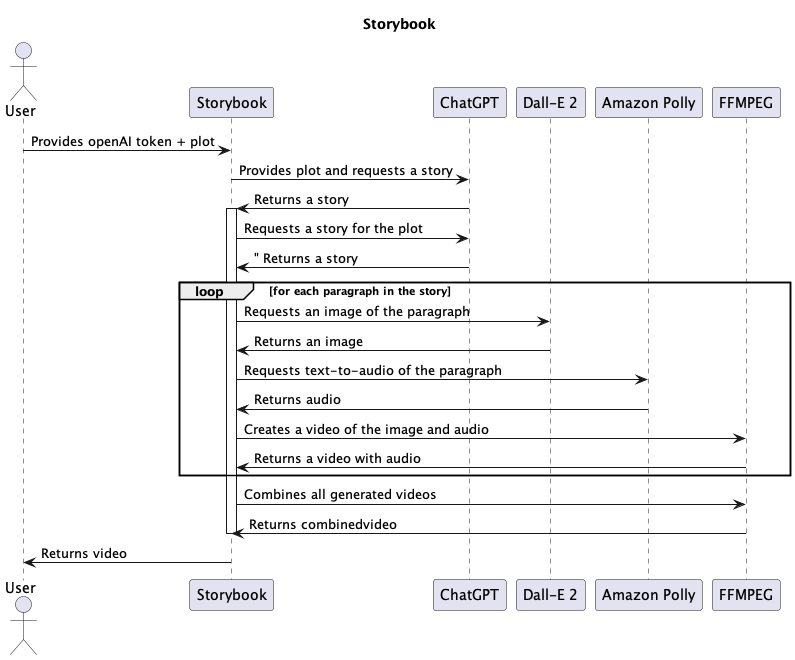 Storybook
User
Storybook
ChatGPT
Dall-E 2
Amazon Polly
FFMPEG
Provides openAI token + plot
Provides plot and requests a story
Returns a story
Requests a story for the plot
" Returns a story
loop
[for each paragraph in the story]
Requests an image of the paragraph
Returns an image
Requests text-to-audio of the paragraph
Returns audio
Creates a video of the image and audio
Returns a video with audio
Combines all generated videos
Returns combinedvideo
Returns video
User
Storybook
ChatGPT
Dall-E 2
Amazon Polly
FFMPEG